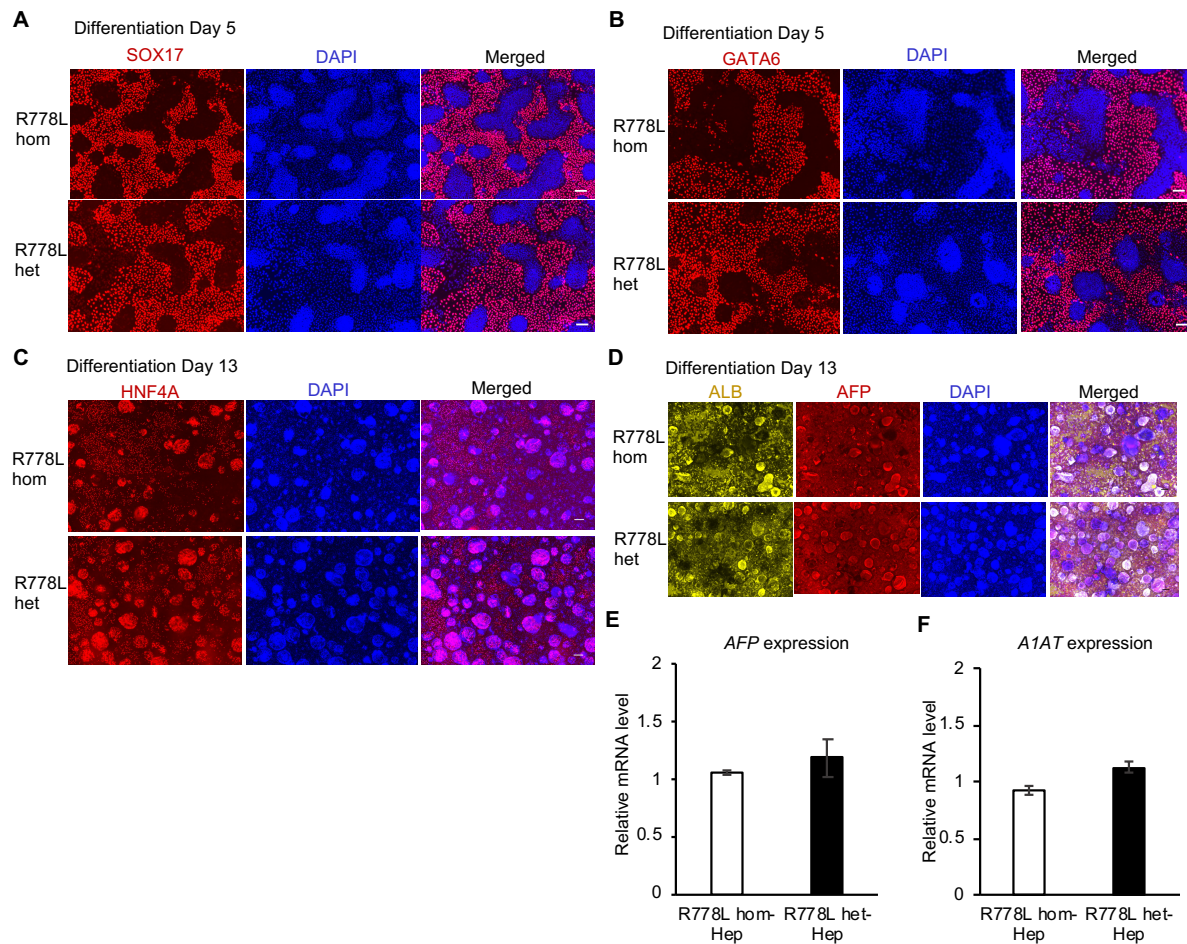 A
Differentiation Day 5
SOX17 DAPI Merged
R778L
hom
R778L
het
B
Differentiation Day 5
GATA6 DAPI Merged
R778L
hom
R778L
het
C
Differentiation Day 13
HNF4A DAPI Merged
R778L
hom
R778L
het
D
Differentiation Day 13
ALB AFP DAPI Merged
R778L
hom
R778L
het
E
AFP expression
Relative mRNA level
2
1.5
1
0.5
0
R778L hom-
Hep
R778L het-
Hep
F
A1AT expression
Relative mRNA level
2
1.5
1
0.5
0
R778L hom-
Hep
R778L het-
Hep